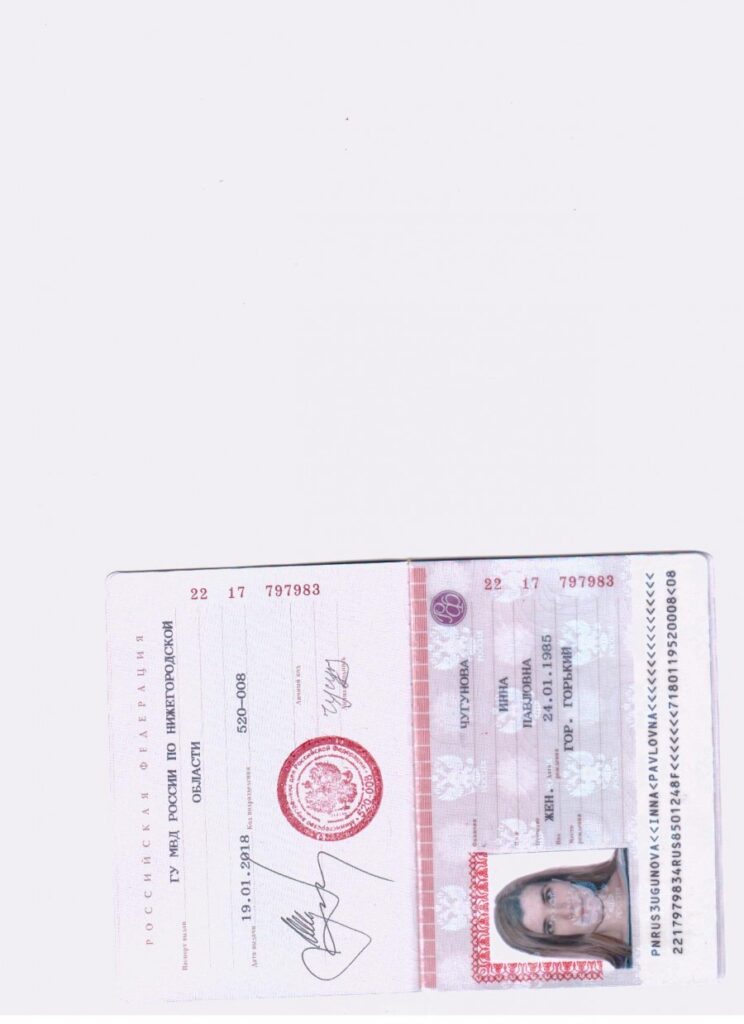 РОССИЙСКАЯ ФЕДЕРАЦИЯ
Паспорт выдан
ГУ МВД РОССИИ ПО НИЖЕГОРОДСКОЙ
ОБЛАСТИ
Дата выдачи 19.01.2018 Код подразделения 520-008
Личный код
22 17 797983
Фамилия
ЧУГУНОВА
Имя
ИННА
Отчество
ПАВЛОВНА
Пол ЖЕН. Дата рождения 24.01.1985
Место рождения
ГОР. ГОРЬКИЙ
22 17 797983
PNRUS3UGUNOVA<<INNA<PAVLOVNA<<<<<<<<<<<<<<<<
2217979834RUS8501248F<<<<<<<7180119520008<08